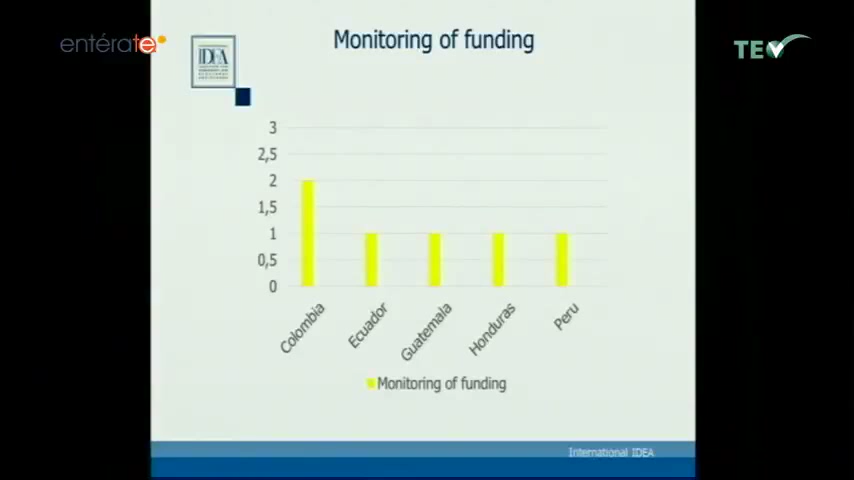 entérate
TEV
IDEA
Monitoring of funding
3
2,5
2
1,5
1
0,5
0
Colombia
Ecuador
Guatemala
Honduras
Peru
Monitoring of funding
International IDEA